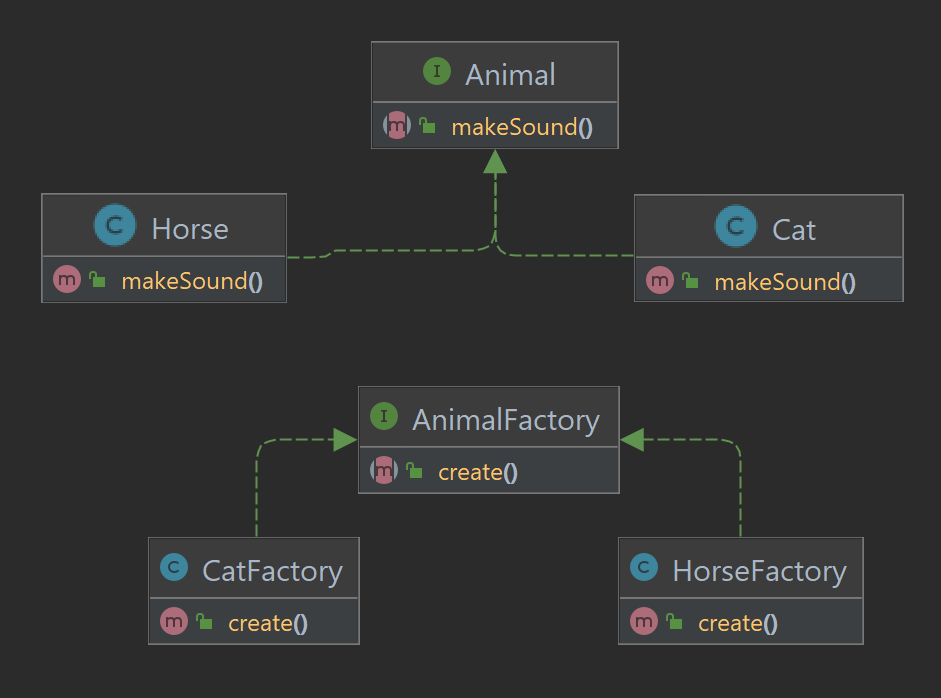 I Animal
m makeSound()
C Horse
m makeSound()
C Cat
m makeSound()
I AnimalFactory
m create()
C CatFactory
m create()
C HorseFactory
m create()